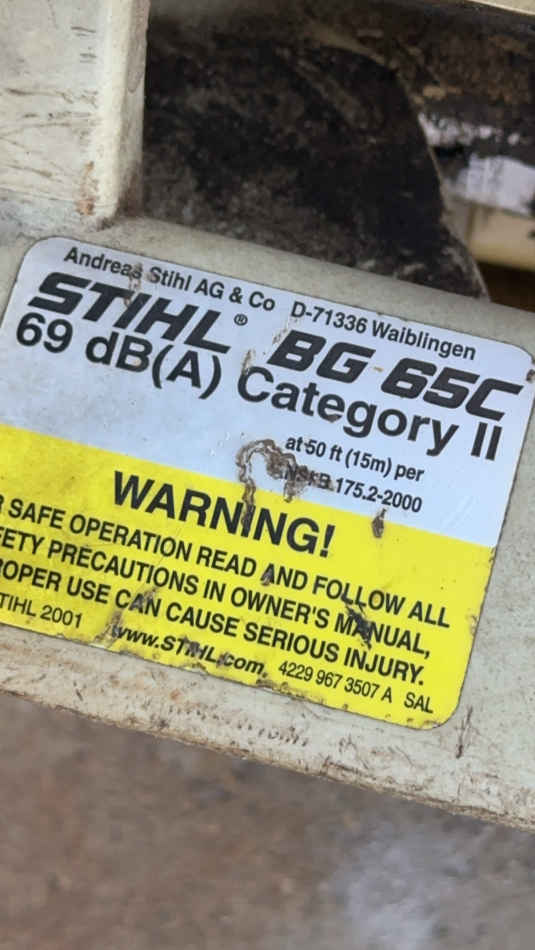 Andreas Stihl AG & Co D-71336 Waiblingen
STIHL® BG 65C
69 dB(A) Category II
at 50 ft (15m) per
B 175.2-2000
WARNING!
SAFE OPERATION READ AND FOLLOW ALL
PRECAUTIONS IN OWNER'S MANUAL,
USE CAN CAUSE SERIOUS INJURY.
STIHL 2001 www.STIHL.com 4229 967 3507 A SAL